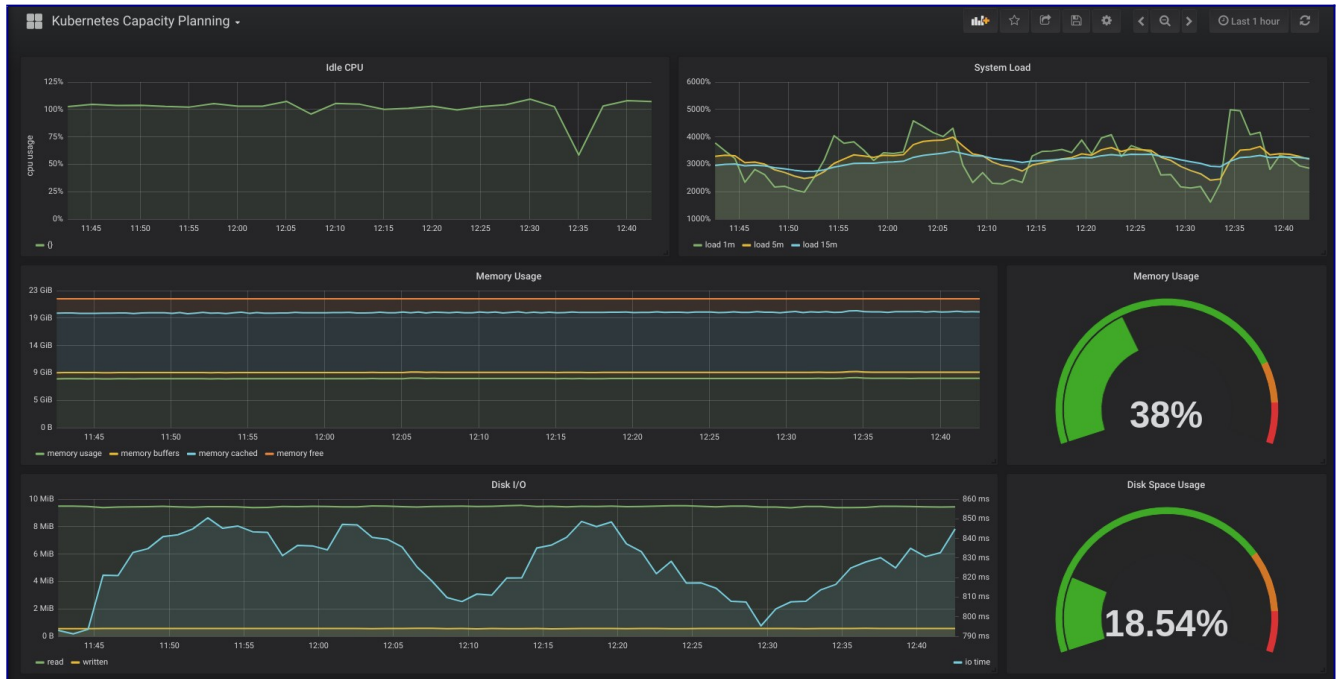 Kubernetes Capacity Planning
Last 1 hour
Idle CPU
cpu usage
125%
100%
75%
50%
25%
0%
11:45 11:50 11:55 12:00 12:05 12:10 12:15 12:20 12:25 12:30 12:35 12:40
()
System Load
6000%
5000%
4000%
3000%
2000%
1000%
11:45 11:50 11:55 12:00 12:05 12:10 12:15 12:20 12:25 12:30 12:35 12:40
load 1m load 5m load 15m
Memory Usage
23 GiB
19 GiB
14 GiB
9 GiB
5 GiB
0 B
11:45 11:50 11:55 12:00 12:05 12:10 12:15 12:20 12:25 12:30 12:35 12:40
memory usage memory buffers memory cached memory free
Memory Usage
38%
Disk I/O
10 MiB
8 MiB
6 MiB
4 MiB
2 MiB
0 B
860 ms
850 ms
840 ms
830 ms
820 ms
810 ms
800 ms
790 ms
11:45 11:50 11:55 12:00 12:05 12:10 12:15 12:20 12:25 12:30 12:35 12:40
read written
io time
Disk Space Usage
18.54%